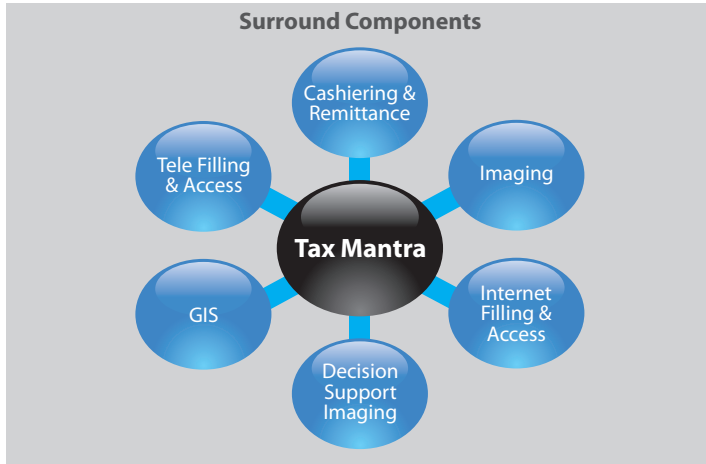 Surround Components
Cashiering &
Remittance
Tele Filling
& Access
Imaging
Tax Mantra
GIS
Internet
Filling &
Access
Decision
Support
Imaging